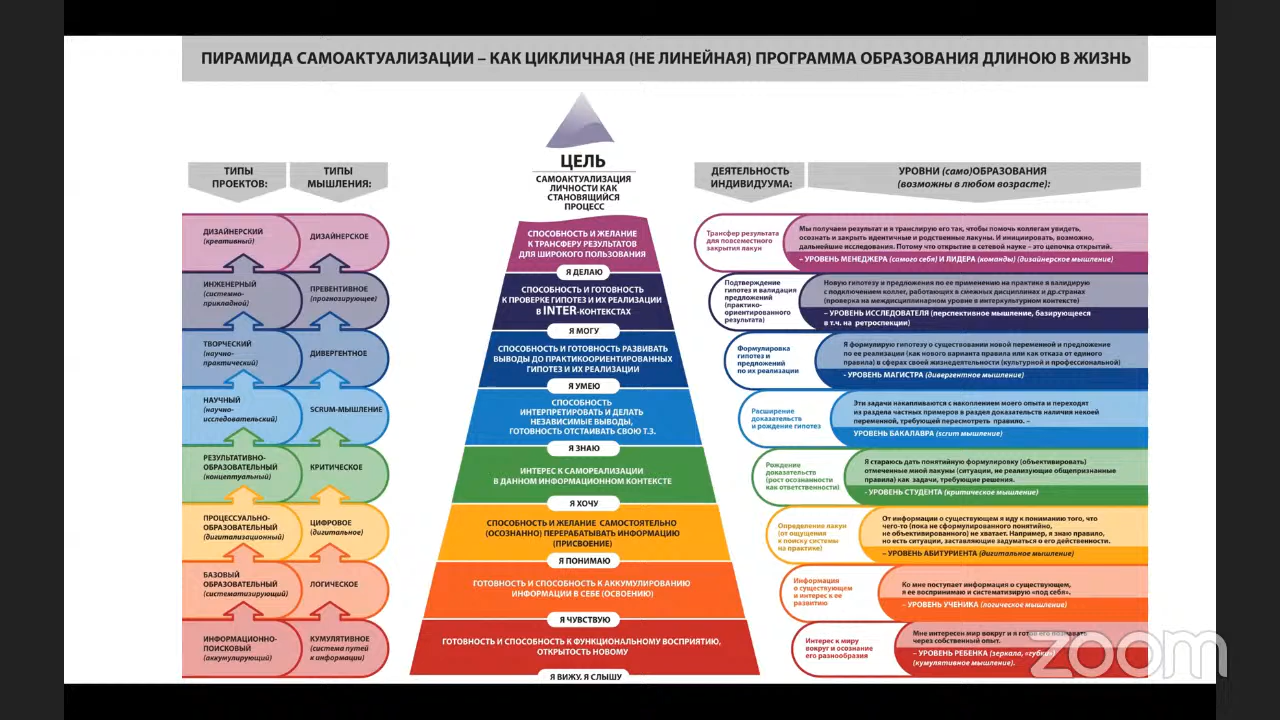 ПИРАМИДА САМОАКТУАЛИЗАЦИИ – КАК ЦИКЛИЧНАЯ (НЕ ЛИНЕЙНАЯ) ПРОГРАММА ОБРАЗОВАНИЯ ДЛИНОЮ В ЖИЗНЬ
ТИПЫ
ПРОЕКТОВ:
ТИПЫ
МЫШЛЕНИЯ:
ЦЕЛЬ
САМОАКТУАЛИЗАЦИЯ
ЛИЧНОСТИ КАК
СТАНОВЯЩИЙСЯ
ПРОЦЕСС
ДЕЯТЕЛЬНОСТЬ
ИНДИВИДУУМА:
УРОВНИ (само)ОБРАЗОВАНИЯ
(возможны в любом возрасте):
ДИЗАЙНЕРСКИЙ
(креативный)
ДИЗАЙНЕРСКОЕ
СПОСОБНОСТЬ И ЖЕЛАНИЕ
К ТРАНСФЕРУ РЕЗУЛЬТАТОВ
ДЛЯ ШИРОКОГО ПОЛЬЗОВАНИЯ
Я ДЕЛАЮ
Трансфер результата
для повсеместного
закрытия лакун
Мы получаем результат и я транслирую его так, чтобы помочь коллегам увидеть,
осознать и закрыть идентичные и родственные лакуны. И инициировать, возможно,
дальнейшие исследования. Потому что открытие в сетевой науке – это цепочка открытий.
– УРОВЕНЬ МЕНЕДЖЕРА (самого себя) И ЛИДЕРА (команды) (дизайнерское мышление)
ИНЖЕНЕРНЫЙ
(системно-
прикладной)
ПРЕВЕНТИВНОЕ
(прогнозирующее)
СПОСОБНОСТЬ И ГОТОВНОСТЬ
К ПРОВЕРКЕ ГИПОТЕЗ И ИХ РЕАЛИЗАЦИИ
В INTER-КОНТЕКСТАХ
Я МОГУ
Подтверждение
гипотез и валидация
предложений
(практико-
ориентированного
результата)
Новую гипотезу и предложения по ее применению на практике я валидирую
с подключением коллег, работающих в смежных дисциплинах и др.странах
(проверка на междисциплинарном уровне в интеркультурном контексте)
– УРОВЕНЬ ИССЛЕДОВАТЕЛЯ (перспективное мышление, базирующееся
в т.ч. на ретроспекции)
ТВОРЧЕСКИЙ
(научно-
практический)
ДИВЕРГЕНТНОЕ
СПОСОБНОСТЬ И ГОТОВНОСТЬ РАЗВИВАТЬ
ВЫВОДЫ ДО ПРАКТИКООРИЕНТИРОВАННЫХ
ГИПОТЕЗ И ИХ РЕАЛИЗАЦИИ
Я УМЕЮ
Формулировка
гипотез и
предложений
по их реализации
Я формулирую гипотезу о существовании новой переменной и предложение
по ее реализации (как нового варианта правила или как отказа от единого
правила) в сферах своей жизнедеятельности (культурной и профессиональной)
- УРОВЕНЬ МАГИСТРА (дивергентное мышление)
НАУЧНЫЙ
(научно-
исследовательский)
SCRUM-МЫШЛЕНИЕ
СПОСОБНОСТЬ
ИНТЕРПРЕТИРОВАТЬ И ДЕЛАТЬ
НЕЗАВИСИМЫЕ ВЫВОДЫ,
ГОТОВНОСТЬ ОТСТАИВАТЬ СВОЮ Т.З.
Я ЗНАЮ
Расширение
доказательств
и рождение гипотез
Эти задачи накапливаются с накоплением моего опыта и переходят
из раздела частных примеров в раздел доказательств наличия некоей
переменной, требующей пересмотреть правило. –
УРОВЕНЬ БАКАЛАВРА (scrum мышление)
РЕЗУЛЬТАТИВНО-
ОБРАЗОВАТЕЛЬНЫЙ
(концептуальный)
КРИТИЧЕСКОЕ
ИНТЕРЕС К САМОРЕАЛИЗАЦИИ
В ДАННОМ ИНФОРМАЦИОННОМ КОНТЕКСТЕ
Я ХОЧУ
Рождение
доказательств
(рост осознанности
как ответственности)
Я стараюсь дать понятийную формулировку (объективировать)
отмеченные мной лакуны (ситуации, не реализующие общепризнанные
правила) как задачи, требующие решения.
- УРОВЕНЬ СТУДЕНТА (критическое мышление)
ПРОЦЕССУАЛЬНО-
ОБРАЗОВАТЕЛЬНЫЙ
(дигитализационный)
ЦИФРОВОЕ
(дигитальное)
СПОСОБНОСТЬ И ЖЕЛАНИЕ САМОСТОЯТЕЛЬНО
(ОСОЗНАННО) ПЕРЕРАБАТЫВАТЬ ИНФОРМАЦИЮ
(ПРИСВОЕНИЕ)
Я ПОНИМАЮ
Определение лакун
(от ощущения
к поиску системы
на практике)
От информации о существующем я иду к пониманию того, что
чего-то (пока не сформулированного понятийно,
не объективированного) не хватает. Например, я знаю правило,
но есть ситуации, заставляющие задуматься о его действенности.
– УРОВЕНЬ АБИТУРИЕНТА (дигитальное мышление)
БАЗОВЫЙ
ОБРАЗОВАТЕЛЬНЫЙ
(систематизирующий)
ЛОГИЧЕСКОЕ
ГОТОВНОСТЬ И СПОСОБНОСТЬ К АККУМУЛИРОВАНИЮ
ИНФОРМАЦИИ В СЕБЕ (ОСВОЕНИЮ)
Я ЧУВСТВУЮ
Информация
о существующем
и интерес к ее
развитию
Ко мне поступает информация о существующем,
я ее воспринимаю и систематизирую «под себя».
– УРОВЕНЬ УЧЕНИКА (логическое мышление)
ИНФОРМАЦИОННО-
ПОИСКОВЫЙ
(аккумулирующий)
КУМУЛЯТИВНОЕ
(система путей
к информации)
ГОТОВНОСТЬ И СПОСОБНОСТЬ К ФУНКЦИОНАЛЬНОМУ ВОСПРИЯТИЮ,
ОТКРЫТОСТЬ НОВОМУ
Я ВИЖУ. Я СЛЫШУ
Интерес к миру
вокруг и осознание
его разнообразия
Мне интересен мир вокруг и я готов его познавать
через собственный опыт.
– УРОВЕНЬ РЕБЕНКА (зеркала, «губки»)
(кумулятивное мышление).
zoom